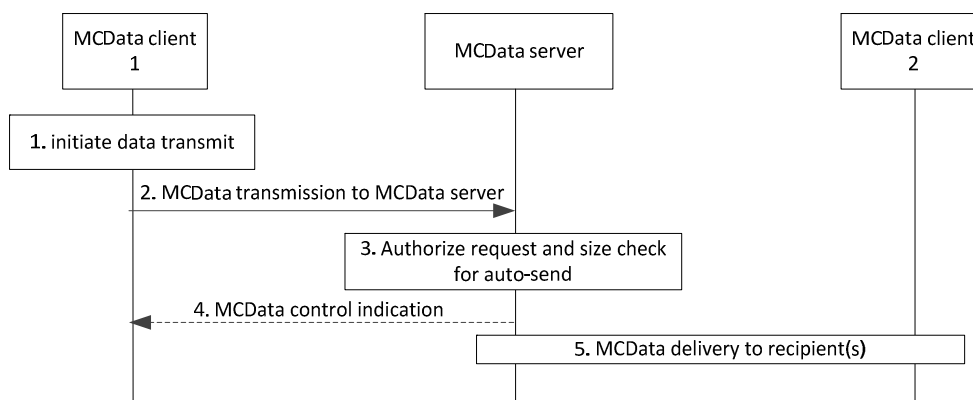 MCData client
1
MCData server
MCData client
2
1. initiate data transmit
2. MCData transmission to MCData server
3. Authorize request and size check
for auto-send
4. MCData control indication
5. MCData delivery to recipient(s)